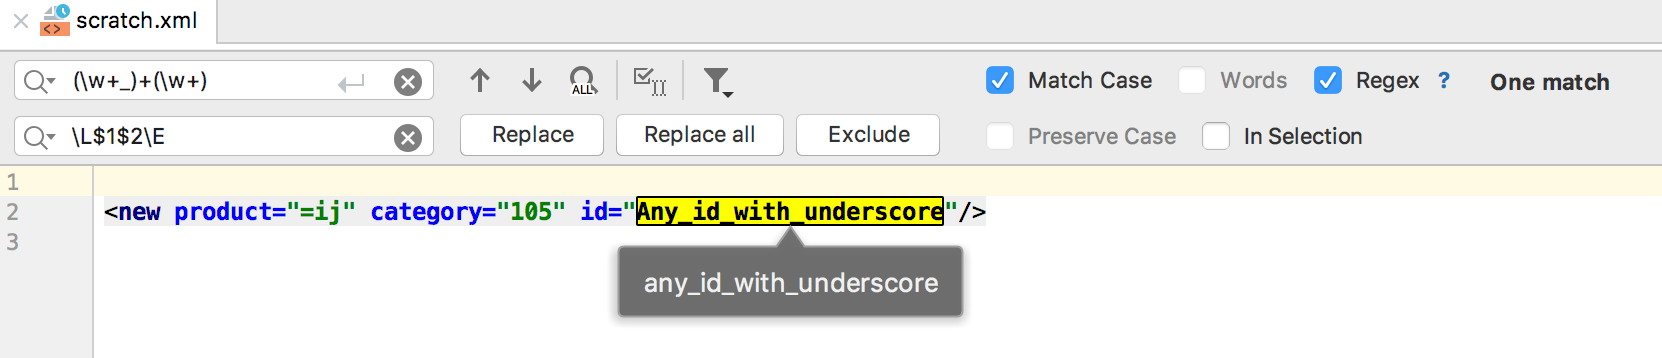 scratch.xml
(\w+_)+(\w+)
ALL
Match Case
Words
Regex
?
One match
\L$1$2\E
Replace
Replace all
Exclude
Preserve Case
In Selection
1
2 <new product="=ij" category="105" id="Any_id_with_underscore"/>
3
any_id_with_underscore